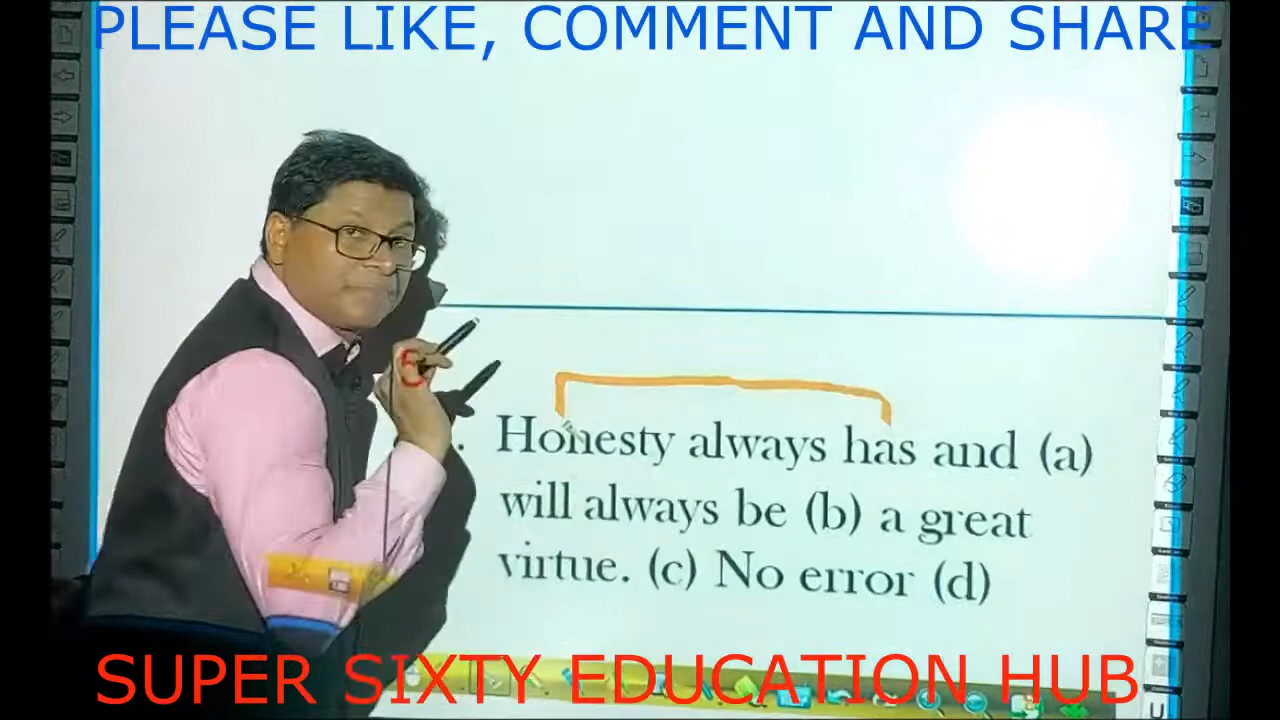 PLEASE LIKE, COMMENT AND SHARE
Honesty always has and (a)
will always be (b) a great
virtue. (c) No error (d)
SUPER SIXTY EDUCATION HUB